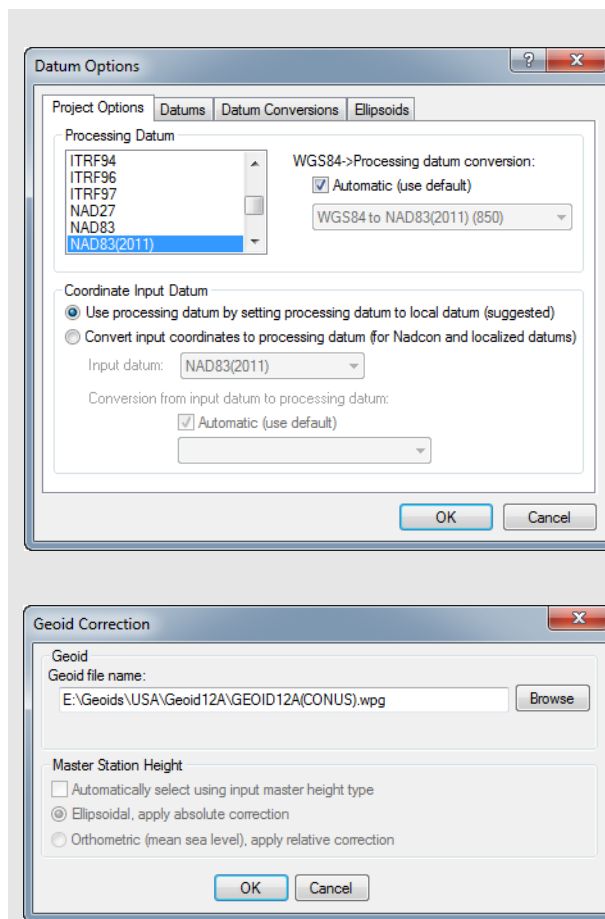 Datum Options
Project Options Datums Datum Conversions Ellipsoids
Processing Datum
ITRF94
ITRF96
ITRF97
NAD27
NAD83
NAD83(2011)
WGS84->Processing datum conversion:
Automatic (use default)
WGS84 to NAD83(2011) (850)
Coordinate Input Datum
Use processing datum by setting processing datum to local datum (suggested)
Convert input coordinates to processing datum (for Nadcon and localized datums)
Input datum: NAD83(2011)
Conversion from input datum to processing datum:
Automatic (use default)
OK Cancel
Geoid Correction
Geoid
Geoid file name:
E:\Geoids\USA\Geoid12A\GEOID12A(CONUS).wpg Browse
Master Station Height
Automatically select using input master height type
Ellipsoidal, apply absolute correction
Orthometric (mean sea level), apply relative correction
OK Cancel